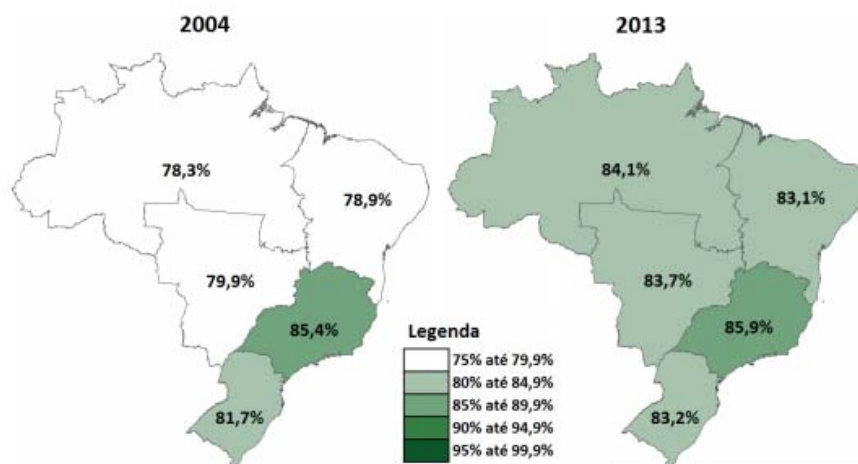 2004
2013
78,3%
78,9%
79,9%
85,4%
81,7%
84,1%
83,1%
83,7%
85,9%
83,2%
Legenda
75% até 79,9%
80% até 84,9%
85% até 89,9%
90% até 94,9%
95% até 99,9%